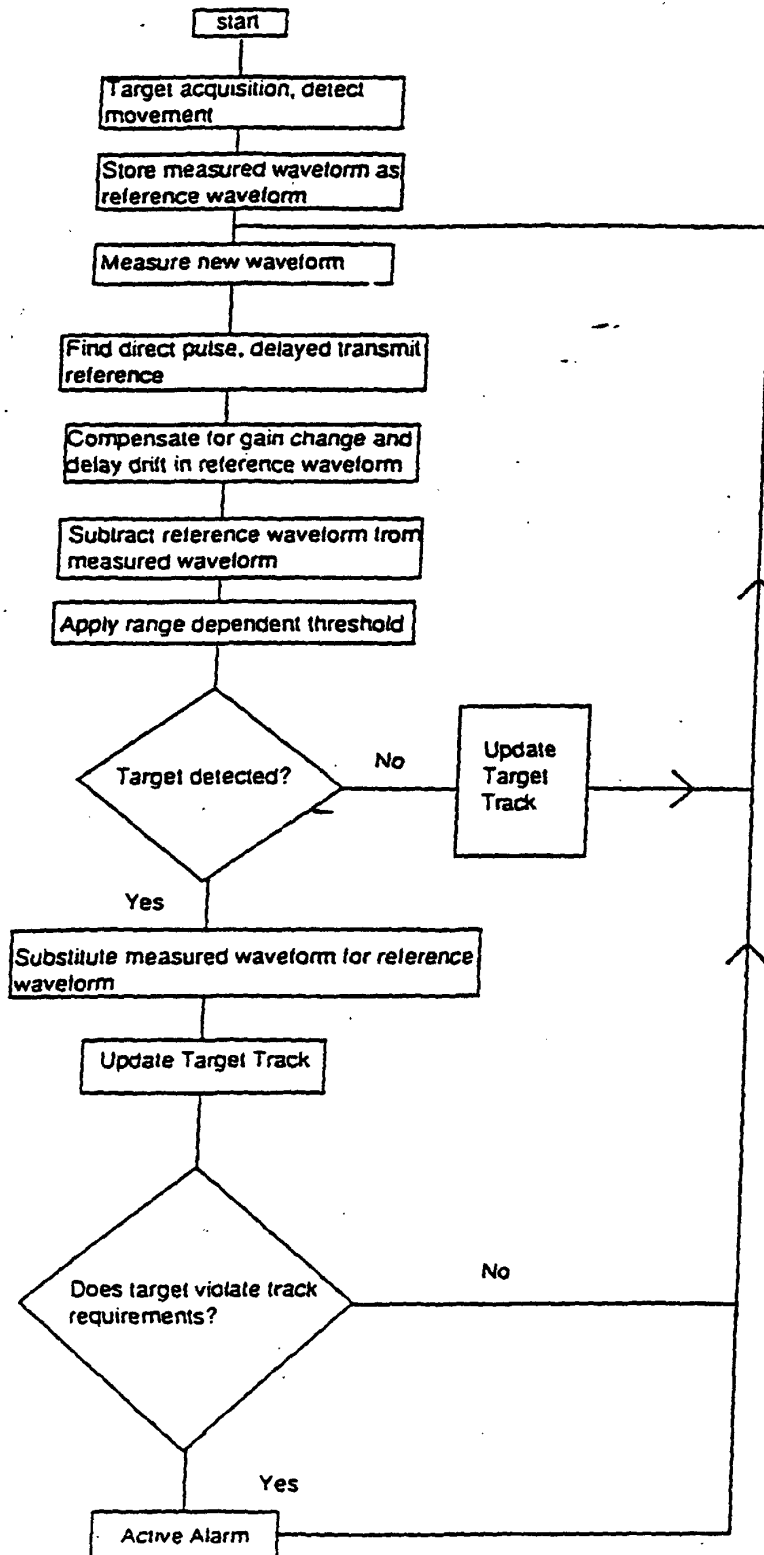 start
Target acquisition, detect
movement
Store measured waveform as
reference waveform
Measure new waveform
Find direct pulse, delayed transmit
reference
Compensate for gain change and
delay drift in reference waveform
Subtract reference waveform from
measured waveform
Apply range dependent threshold
Target detected?
No
Update
Target
Track
Yes
Substitute measured waveform for reference
waveform
Update Target Track
Does target violate track
requirements?
No
Yes
Active Alarm